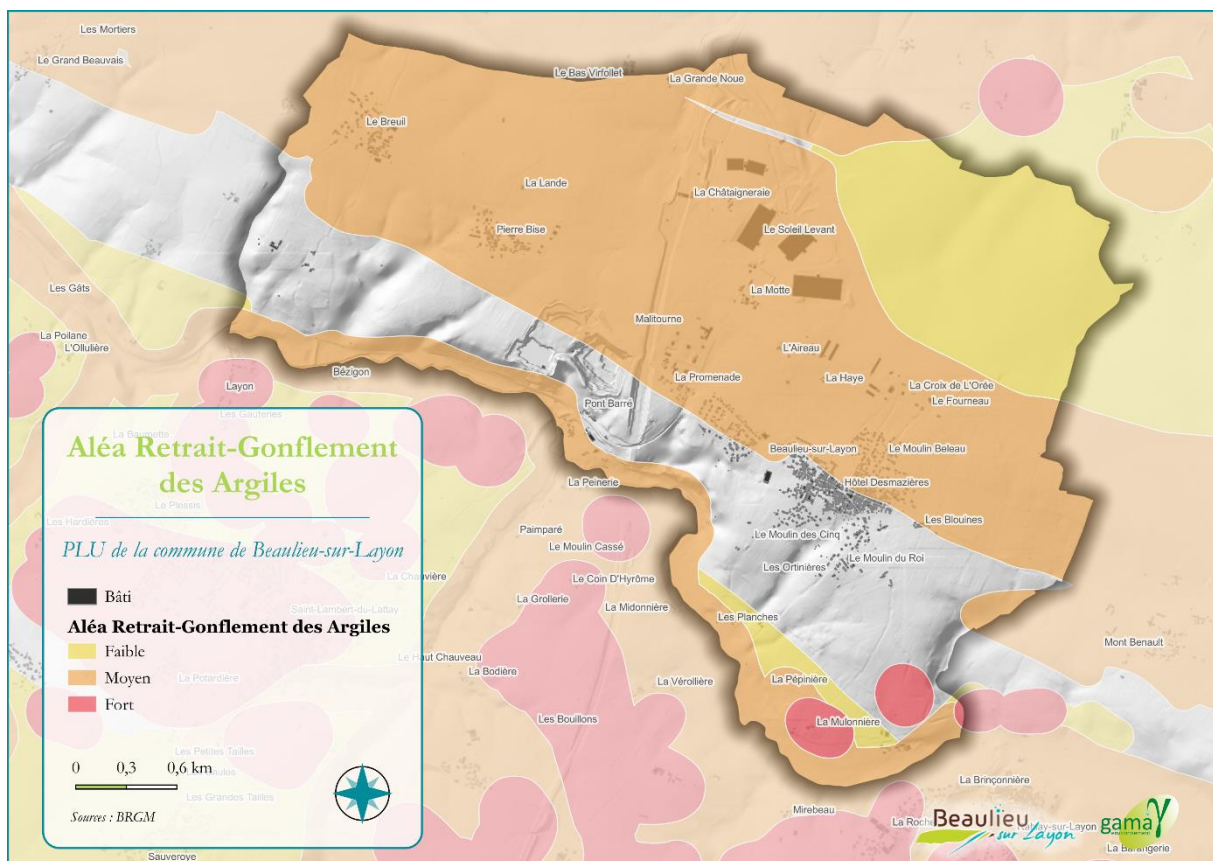 Les Mortiers
Le Grand Beauvais
Le Bas Virfollet
La Grande Noue
Le Breuil
La Lande
La Châtaigneraie
Pierre Bise
Le Soleil Levant
Les Gâts
La Motte
Malitourne
La Poilane
L'Ollulière
L'Aireau
Bézigon
La Promenade
La Haye
La Croix de L'Orée
Layon
Le Fourneau
Pont Barré
Les Gauteries
La Baumette
Beaulieu-sur-Layon
Le Moulin Beleau
La Peinerie
Hôtel Desmazières
Le Plessis
Les Hardières
Paimparé
Les Blouines
Le Moulin Cassé
Le Moulin des Cinq
Le Moulin du Roi
Les Ortinières
La Chauvière
Le Coin D'Hyrôme
La Grollerie
La Midonnière
Saint-Lambert-du-Lattay
Les Planches
Mont Benault
Le Haut Chauveau
La Bodière
La Potardière
La Vérollière
La Pépinière
Les Bouillons
La Mulonnière
Les Petites Tailles
Les Grandes Tailles
La Brinçonnière
Mirebeau
La Roche
Sauveroye
Aléa Retrait-Gonflement
des Argiles
PLU de la commune de Beaulieu-sur-Layon
Bâti
Aléa Retrait-Gonflement des Argiles
Faible
Moyen
Fort
0 0,3 0,6 km
Sources : BRGM
Beaulieu
sur Layon
gama